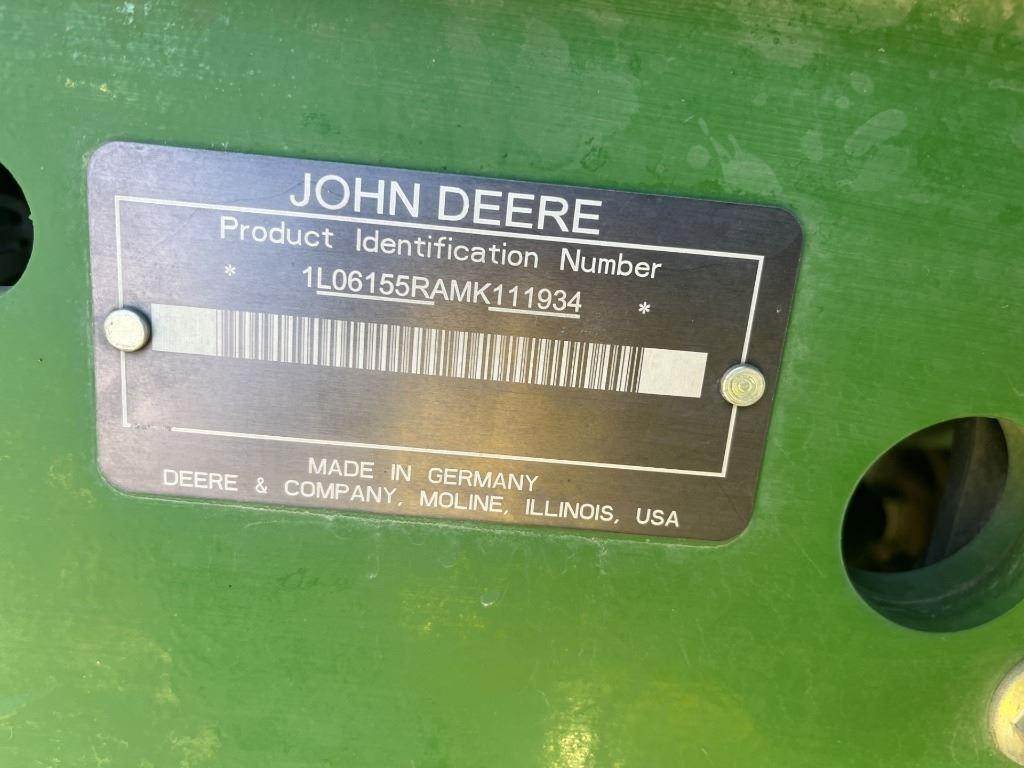 JOHN DEERE
Product Identification Number
* 1L06155RAMK111934 *
MADE IN GERMANY
DEERE & COMPANY, MOLINE, ILLINOIS, USA